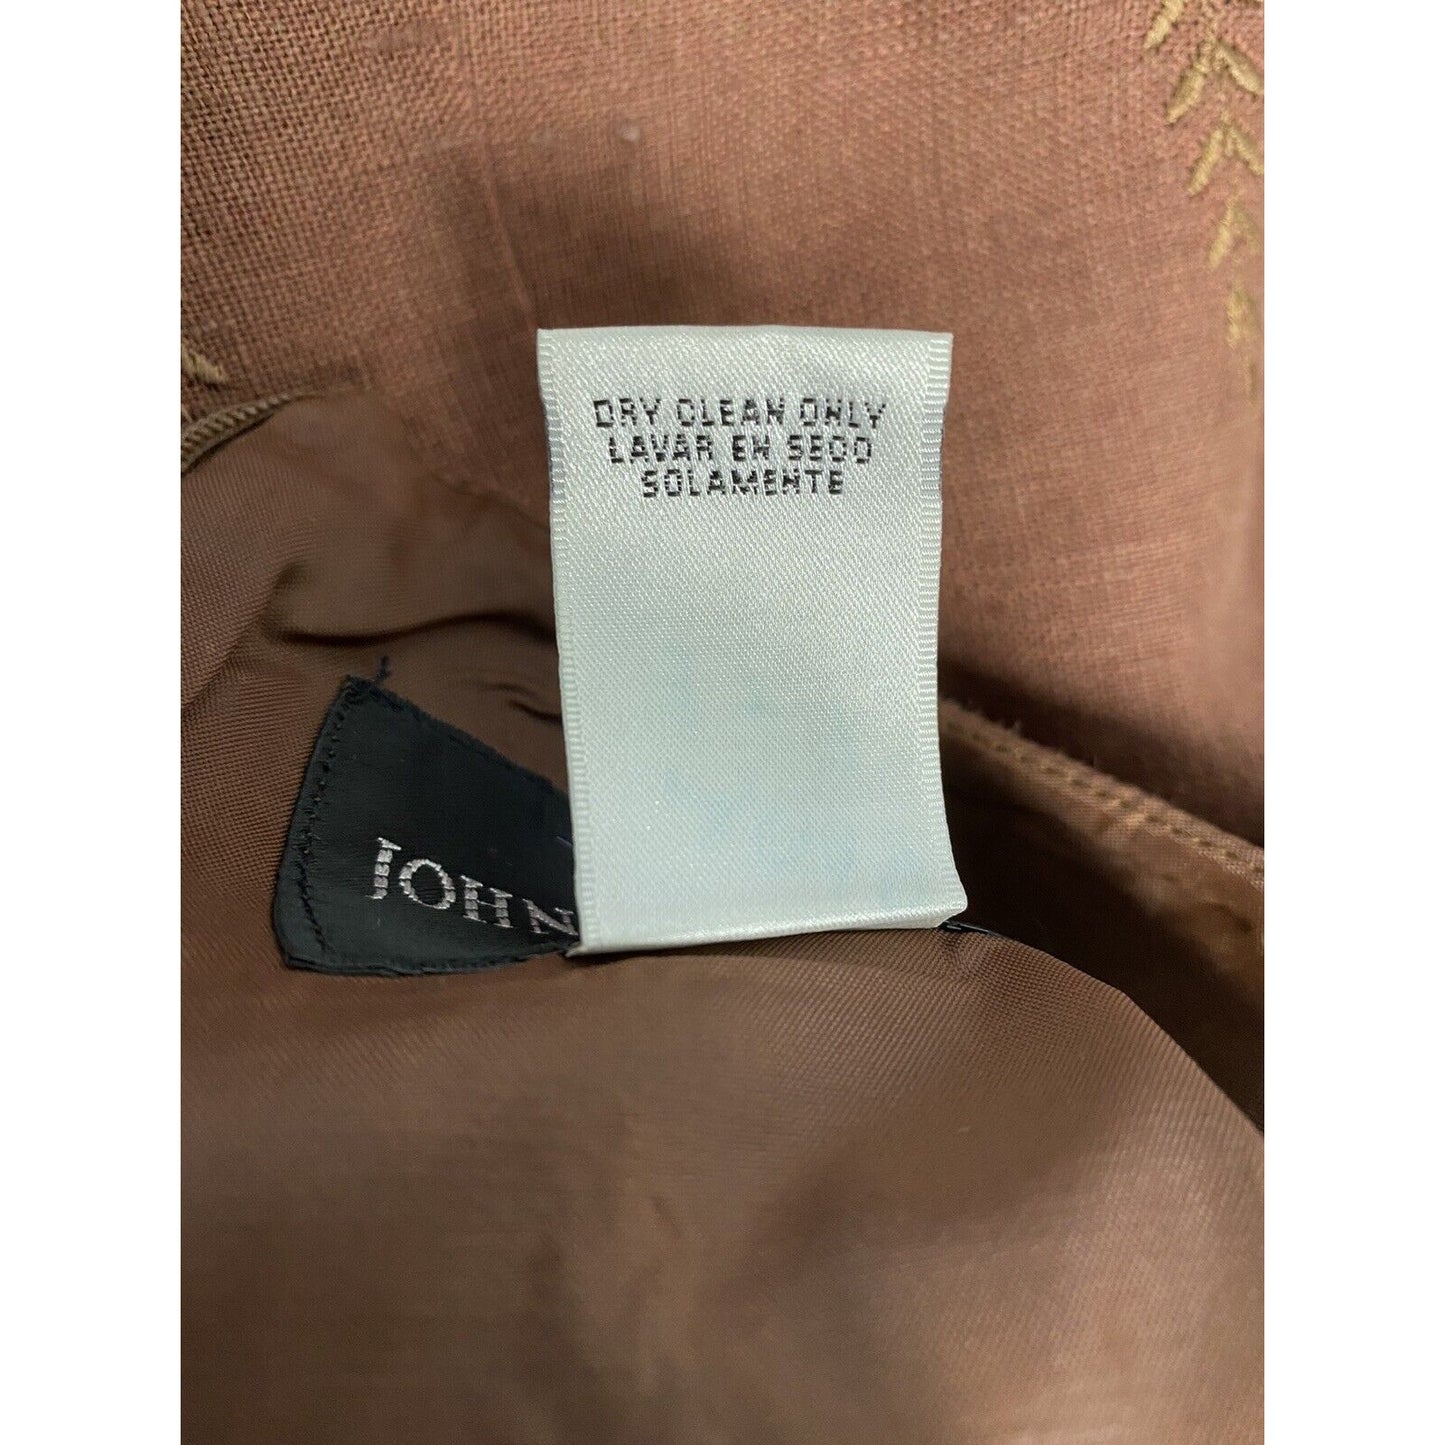 DRY CLEAN ONLY
LAVAR EN SECO
SOLAMENTE
JOHN